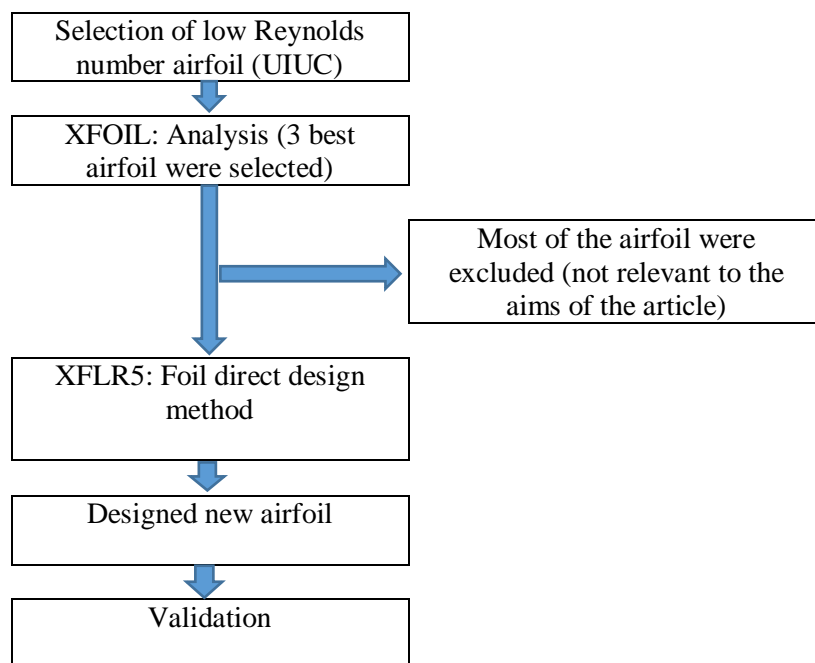 Selection of low Reynolds
number airfoil (UIUC)
XFOIL: Analysis (3 best
airfoil were selected)
Most of the airfoil were
excluded (not relevant to the
aims of the article)
XFLR5: Foil direct design
method
Designed new airfoil
Validation